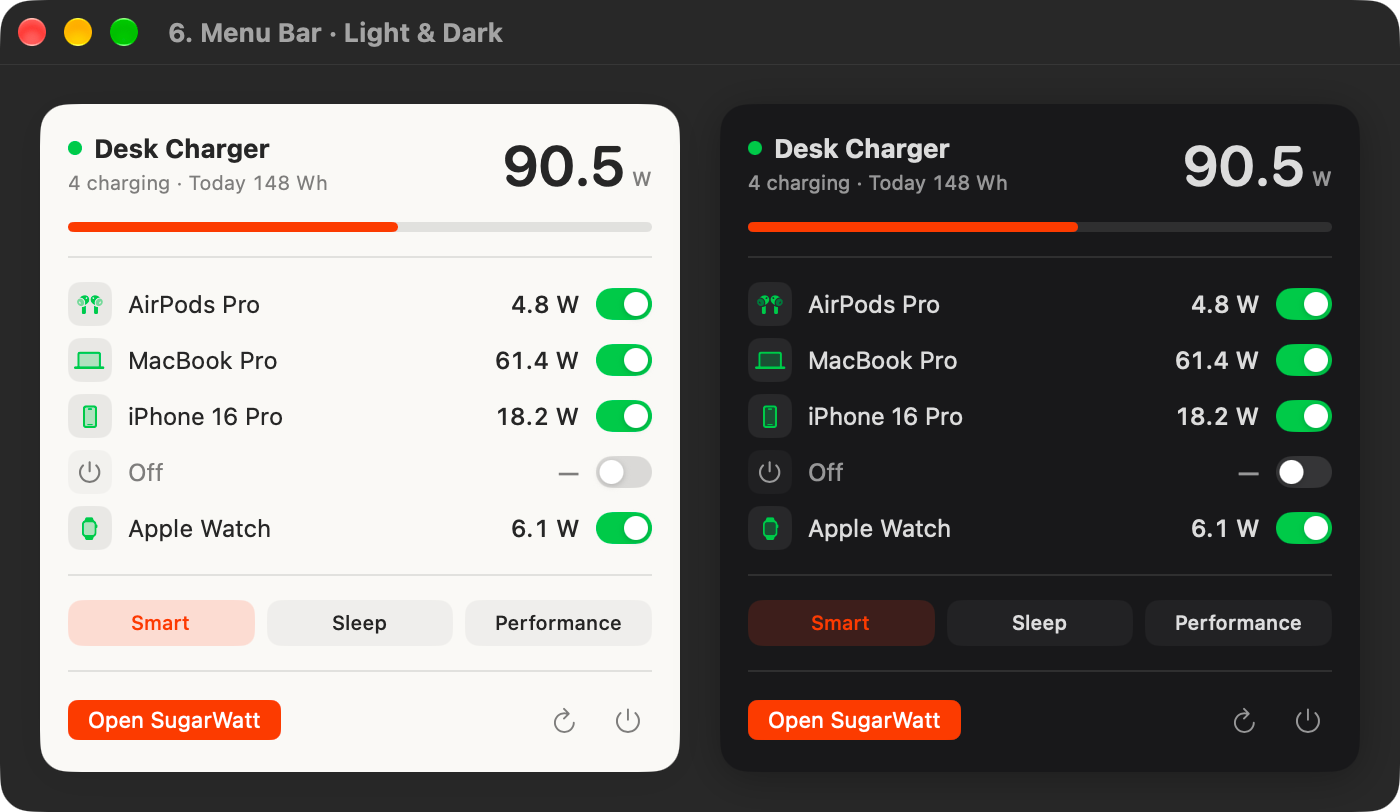 6. Menu Bar · Light & Dark
Desk Charger
90.5 W
4 charging · Today 148 Wh
AirPods Pro 4.8 W
MacBook Pro 61.4 W
iPhone 16 Pro 18.2 W
Off —
Apple Watch 6.1 W
Smart Sleep Performance
Open SugarWatt
Desk Charger
90.5 W
4 charging · Today 148 Wh
AirPods Pro 4.8 W
MacBook Pro 61.4 W
iPhone 16 Pro 18.2 W
Off —
Apple Watch 6.1 W
Smart Sleep Performance
Open SugarWatt